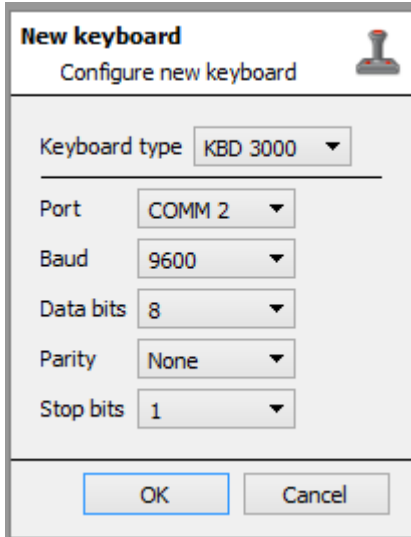 New keyboard
Configure new keyboard
Keyboard type KBD 3000
Port COMM 2
Baud 9600
Data bits 8
Parity None
Stop bits 1
OK Cancel